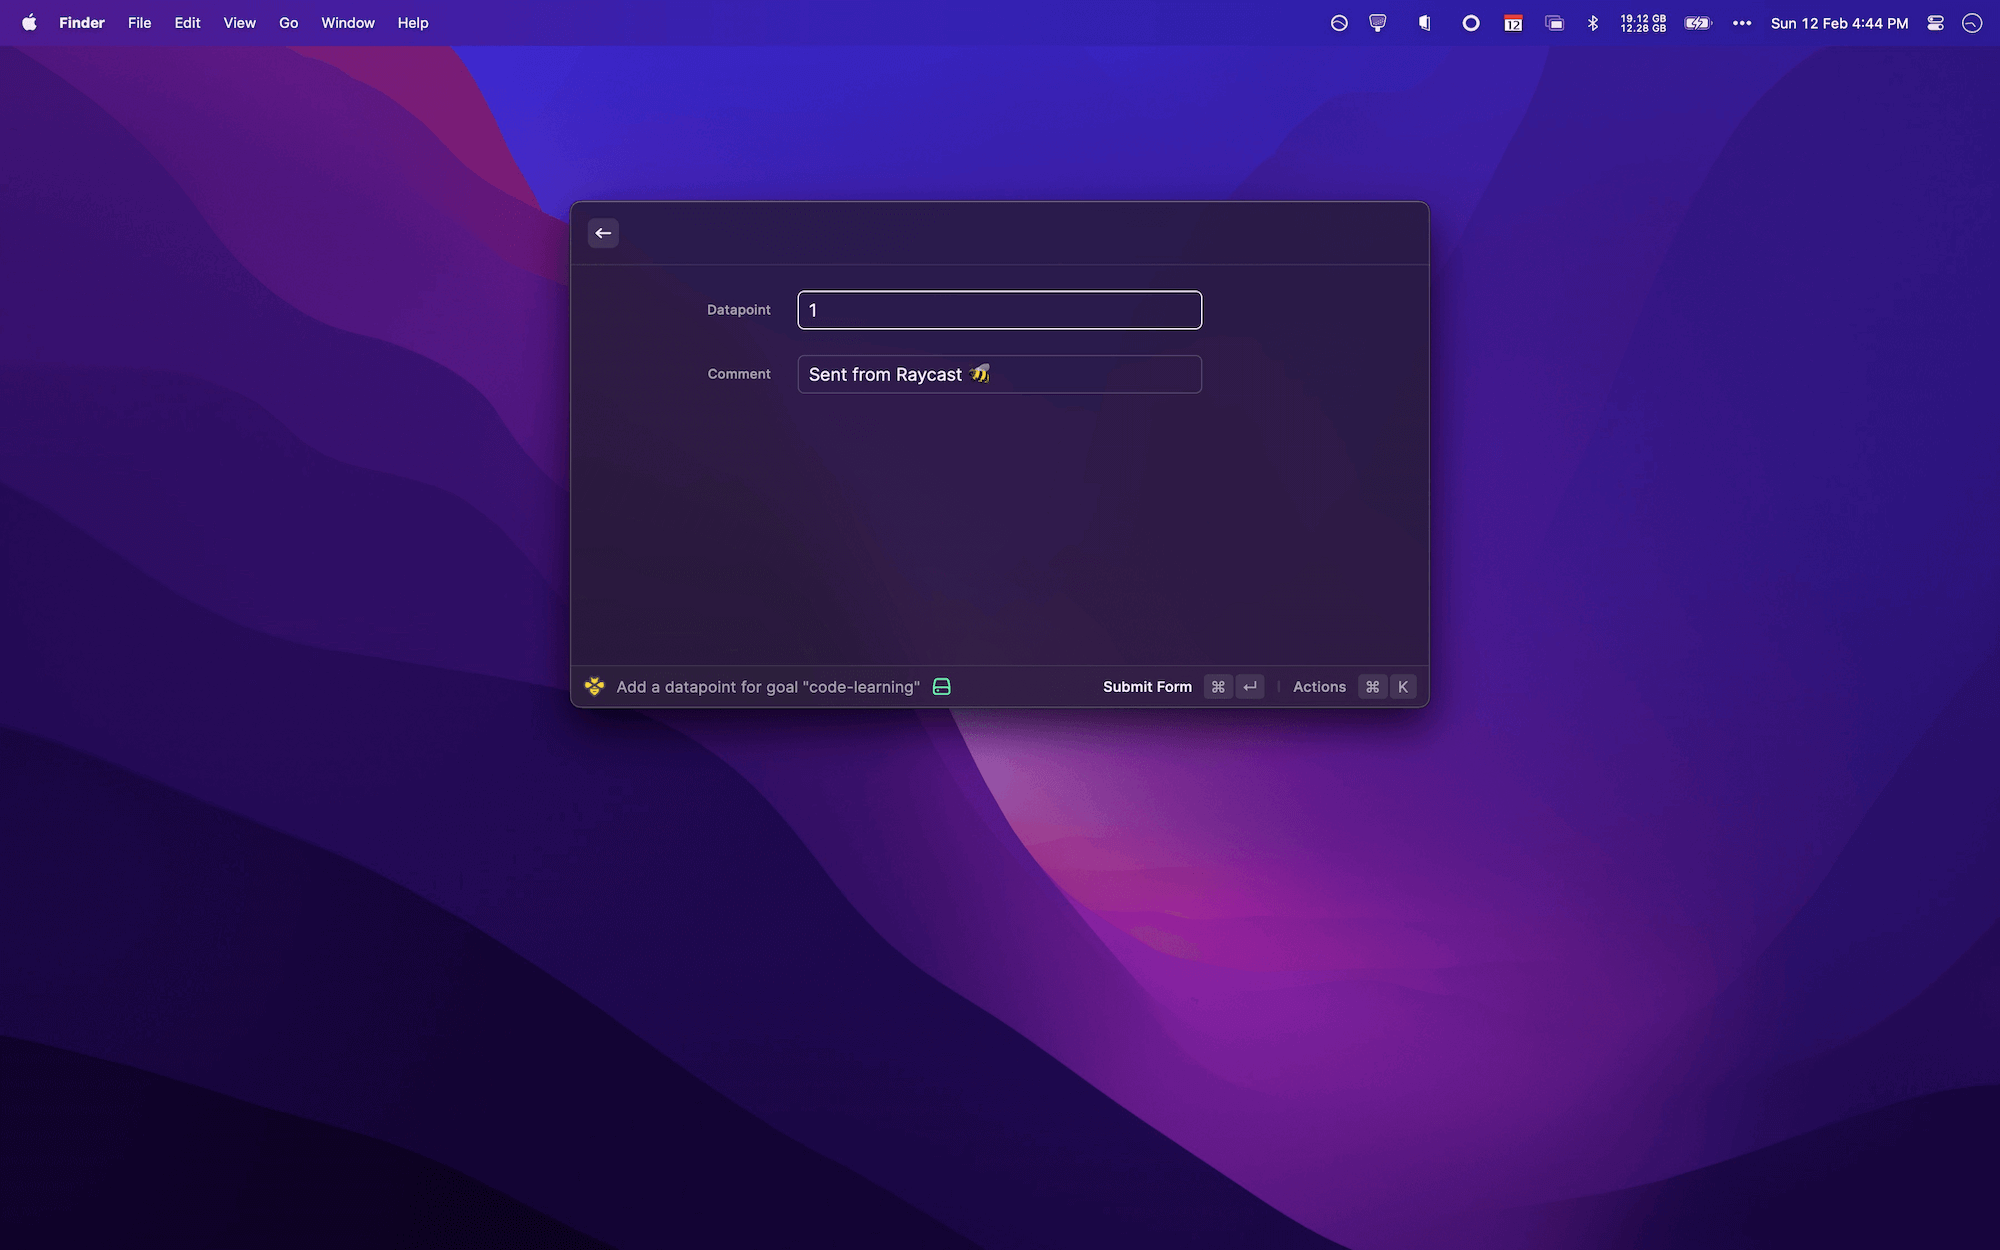 Finder File Edit View Go Window Help 12 19.12 GB Sun 12 Feb 4:44 PM
12.28 GB
Datapoint 1
Comment Sent from Raycast 🐝
Add a datapoint for goal "code-learning" Submit Form ⌘ ↵ Actions ⌘ K